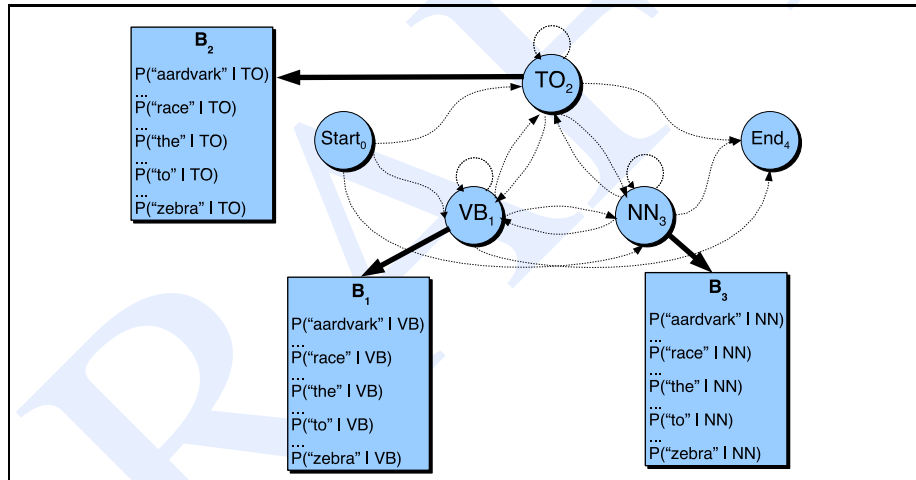 B2
P("aardvark" | TO)
...
P("race" | TO)
...
P("the" | TO)
...
P("to" | TO)
...
P("zebra" | TO)
TO2
Start0
End4
VB1
NN3
B1
P("aardvark" | VB)
...
P("race" | VB)
...
P("the" | VB)
...
P("to" | VB)
...
P("zebra" | VB)
B3
P("aardvark" | NN)
...
P("race" | NN)
...
P("the" | NN)
...
P("to" | NN)
...
P("zebra" | NN)